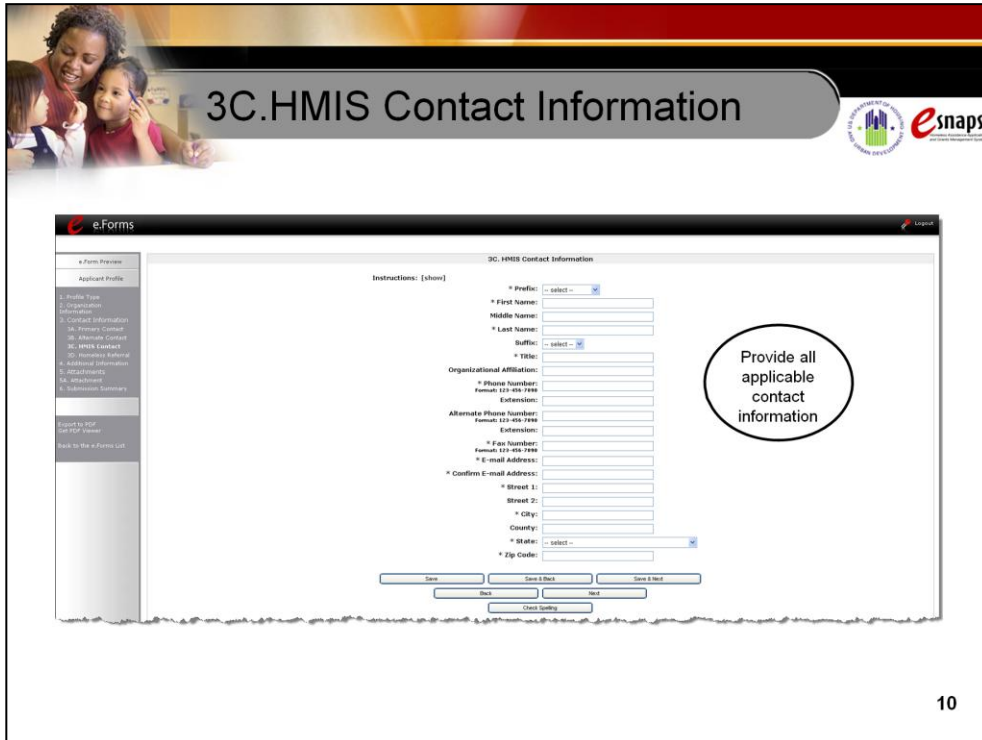 3C.HMIS Contact Information
esnaps
e.Forms
Logout
e.Form Preview
Applicant Profile
1. Profile Type
2. Organization
Information
3. Contact Information
3A. Primary Contact
3B. Alternate Contact
3C. HMIS Contact
3D. Homeless Referral
4. Additional Information
5. Attachments
5A. Attachment
6. Submission Summary
Export to PDF
Get PDF Viewer
Back to the e.Forms List
3C. HMIS Contact Information
Instructions: [show]
* Prefix: -- select --
* First Name:
Middle Name:
* Last Name:
Suffix: -- select --
* Title:
Organizational Affiliation:
* Phone Number:
Format: 123-456-7890
Extension:
Alternate Phone Number:
Format: 123-456-7890
Extension:
* Fax Number:
Format: 123-456-7890
* E-mail Address:
* Confirm E-mail Address:
* Street 1:
Street 2:
* City:
County:
* State: -- select --
* Zip Code:
Save Save & Back Save & Next
Back Next
Check Spelling
Provide all
applicable
contact
information
10